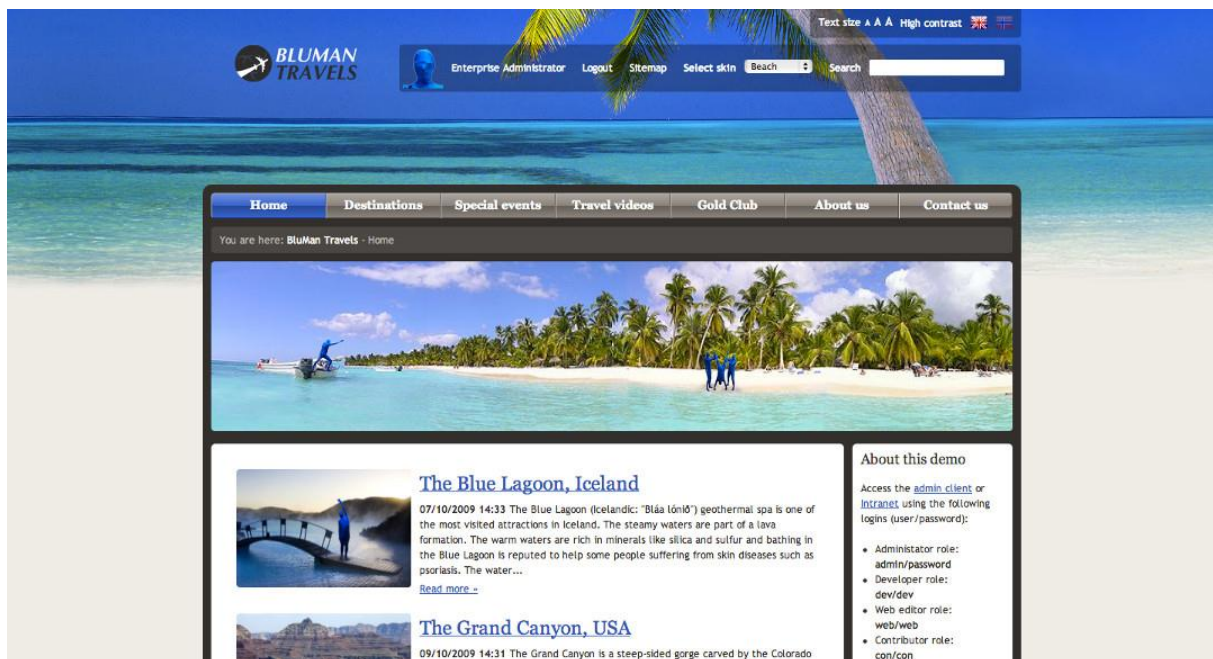 Text size A A A High contrast
BLUMAN
TRAVELS
Enterprise Administrator Logout Sitemap Select skin Beach Search
Home Destinations Special events Travel videos Gold Club About us Contact us
You are here: BluMan Travels - Home
The Blue Lagoon, Iceland
07/10/2009 14:33 The Blue Lagoon (Icelandic: "Bláa lónið") geothermal spa is one of
the most visited attractions in Iceland. The steamy waters are part of a lava
formation. The warm waters are rich in minerals like silica and sulfur and bathing in
the Blue Lagoon is reputed to help some people suffering from skin diseases such as
psoriasis. The water...
Read more »
The Grand Canyon, USA
09/10/2009 14:31 The Grand Canyon is a steep-sided gorge carved by the Colorado
About this demo
Access the admin client or
Intranet using the following
logins (user/password):
• Administator role:
admin/password
• Developer role:
dev/dev
• Web editor role:
web/web
• Contributor role:
con/con